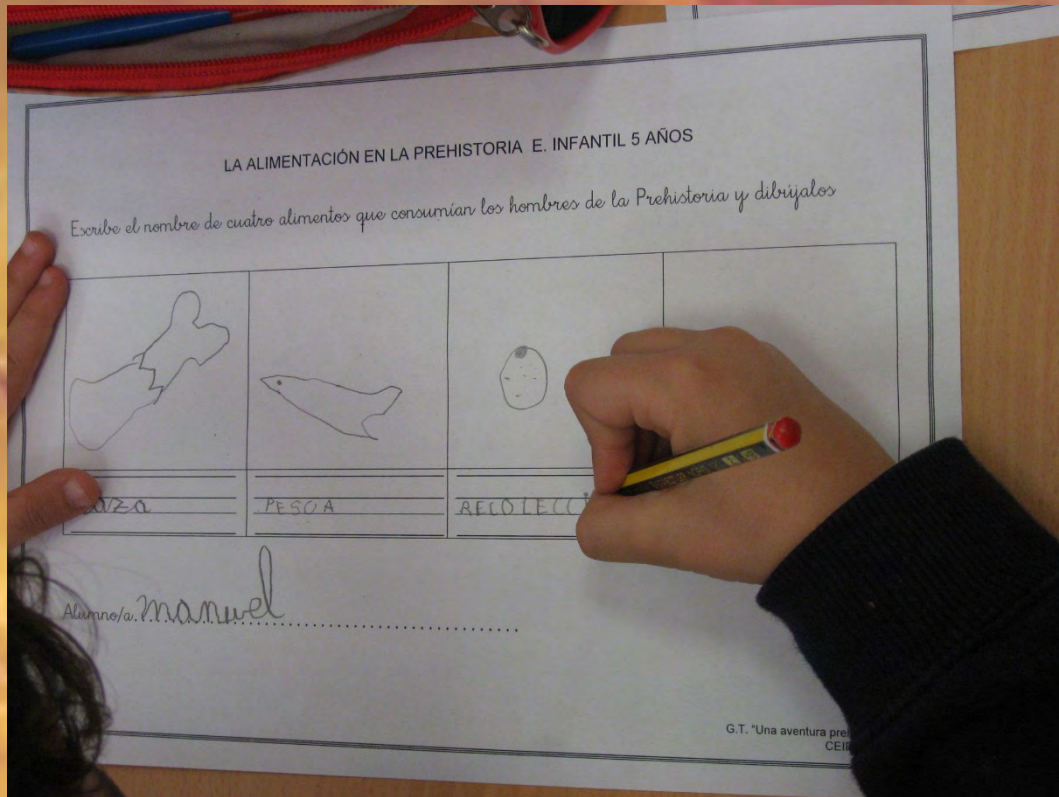 LA ALIMENTACIÓN EN LA PREHISTORIA E. INFANTIL 5 AÑOS
Escribe el nombre de cuatro alimentos que consumían los hombres de la Prehistoria y dibújalos
aza PESCA RECOLECCI
Alumno/a. manuel
G.T. "Una aventura pre
CEI